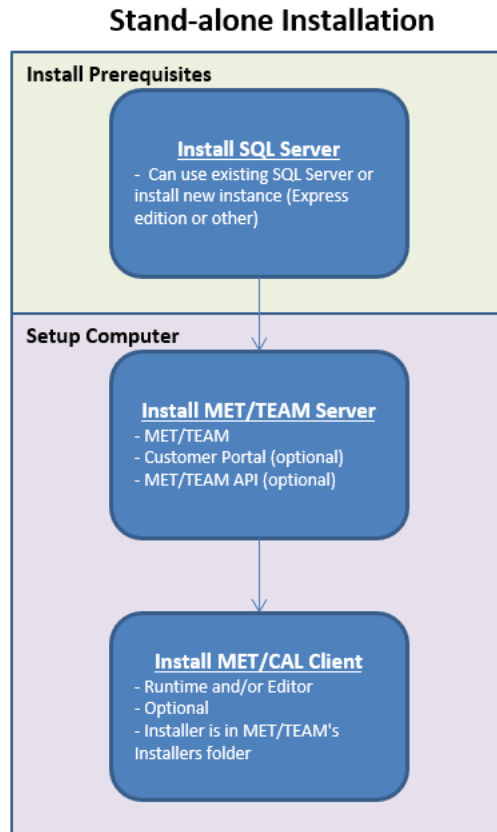 Stand-alone Installation
Install Prerequisites
Install SQL Server
- Can use existing SQL Server or
install new instance (Express
edition or other)
Setup Computer
Install MET/TEAM Server
- MET/TEAM
- Customer Portal (optional)
- MET/TEAM API (optional)
Install MET/CAL Client
- Runtime and/or Editor
- Optional
- Installer is in MET/TEAM's
Installers folder